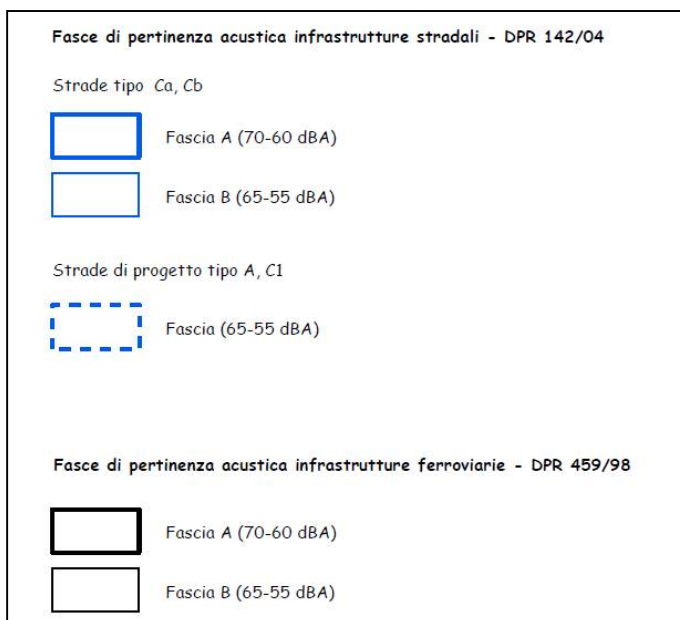 Fasce di pertinenza acustica infrastrutture stradali - DPR 142/04
Strade tipo Ca, Cb
Fascia A (70-60 dBA)
Fascia B (65-55 dBA)
Strade di progetto tipo A, C1
Fascia (65-55 dBA)
Fasce di pertinenza acustica infrastrutture ferroviarie - DPR 459/98
Fascia A (70-60 dBA)
Fascia B (65-55 dBA)